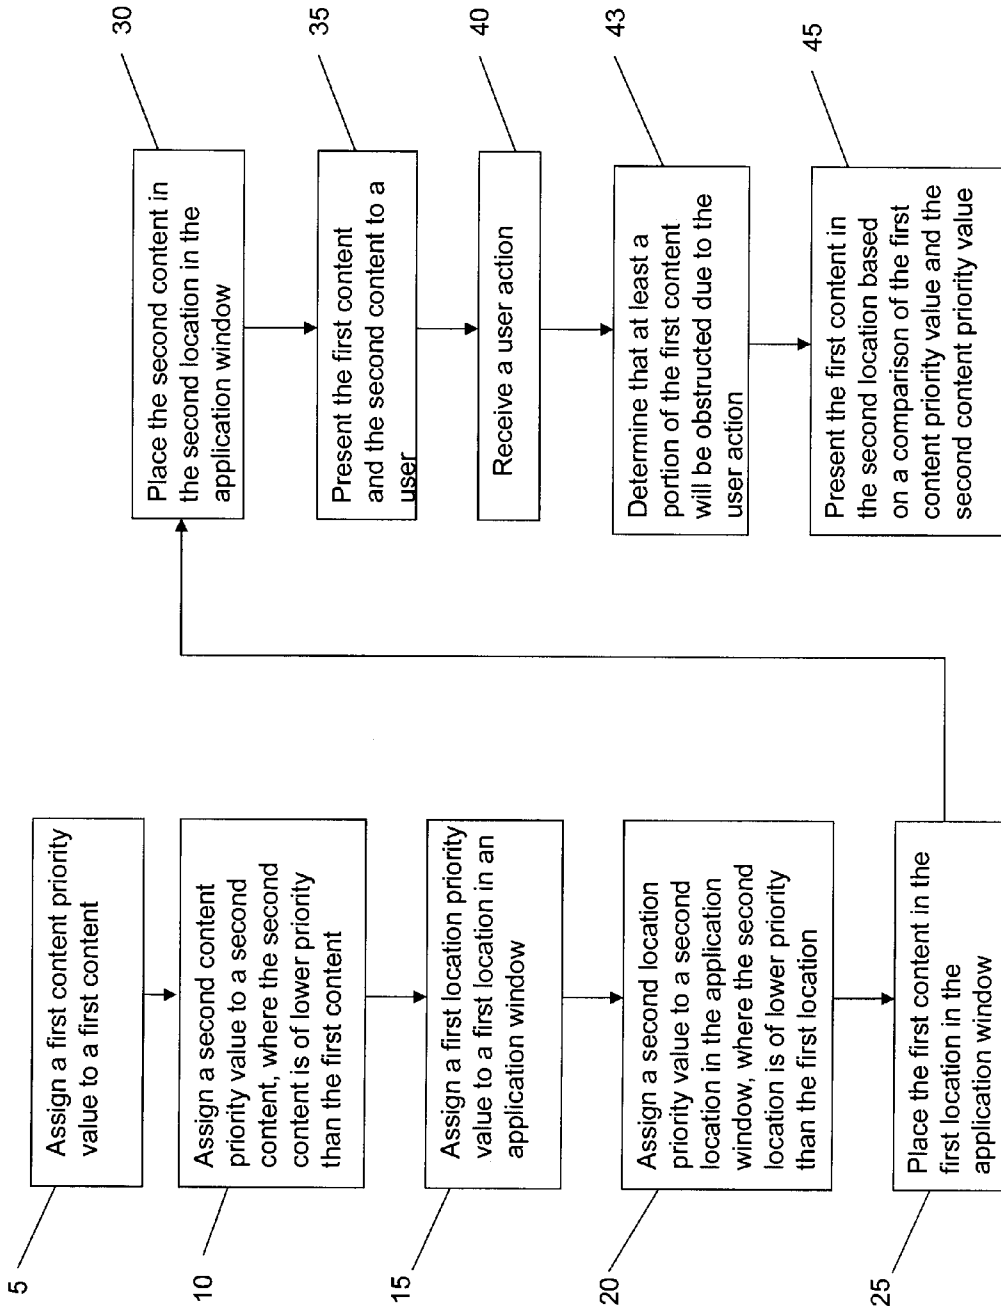 5
Assign a first content priority
value to a first content
10
Assign a second content
priority value to a second
content, where the second
content is of lower priority
than the first content
15
Assign a first location priority
value to a first location in an
application window
20
Assign a second location
priority value to a second
location in the application
window, where the second
location is of lower priority
than the first location
25
Place the first content in the
first location in the
application window
30
Place the second content in
the second location in the
application window
35
Present the first content
and the second content to a
user
40
Receive a user action
43
Determine that at least a
portion of the first content
will be obstructed due to the
user action
45
Present the first content in
the second location based
on a comparison of the first
content priority value and the
second content priority value